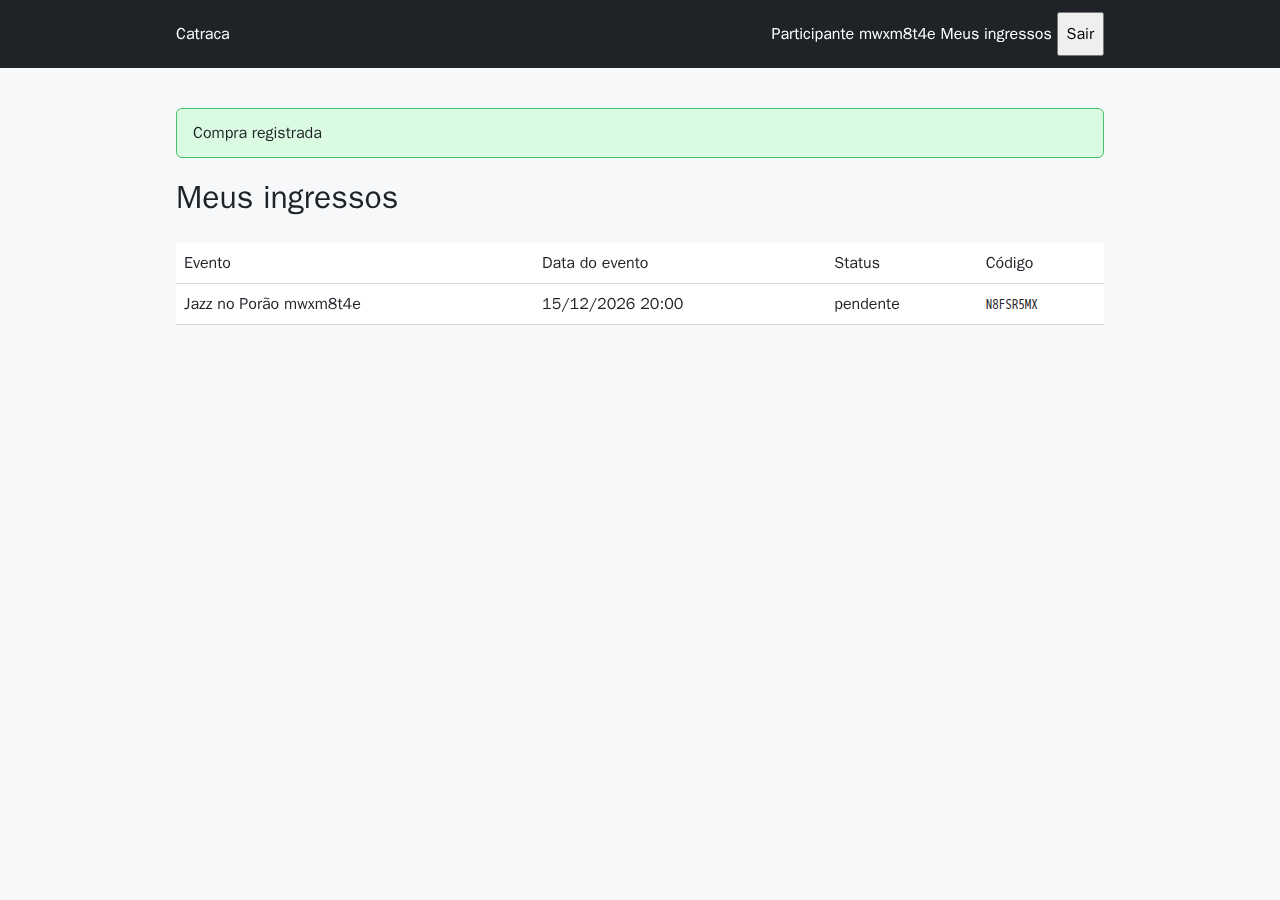 Catraca
Participante mwxm8t4e Meus ingressos Sair
Compra registrada
Meus ingressos
Evento Data do evento Status Código
Jazz no Porão mwxm8t4e 15/12/2026 20:00 pendente N8FSR5MX